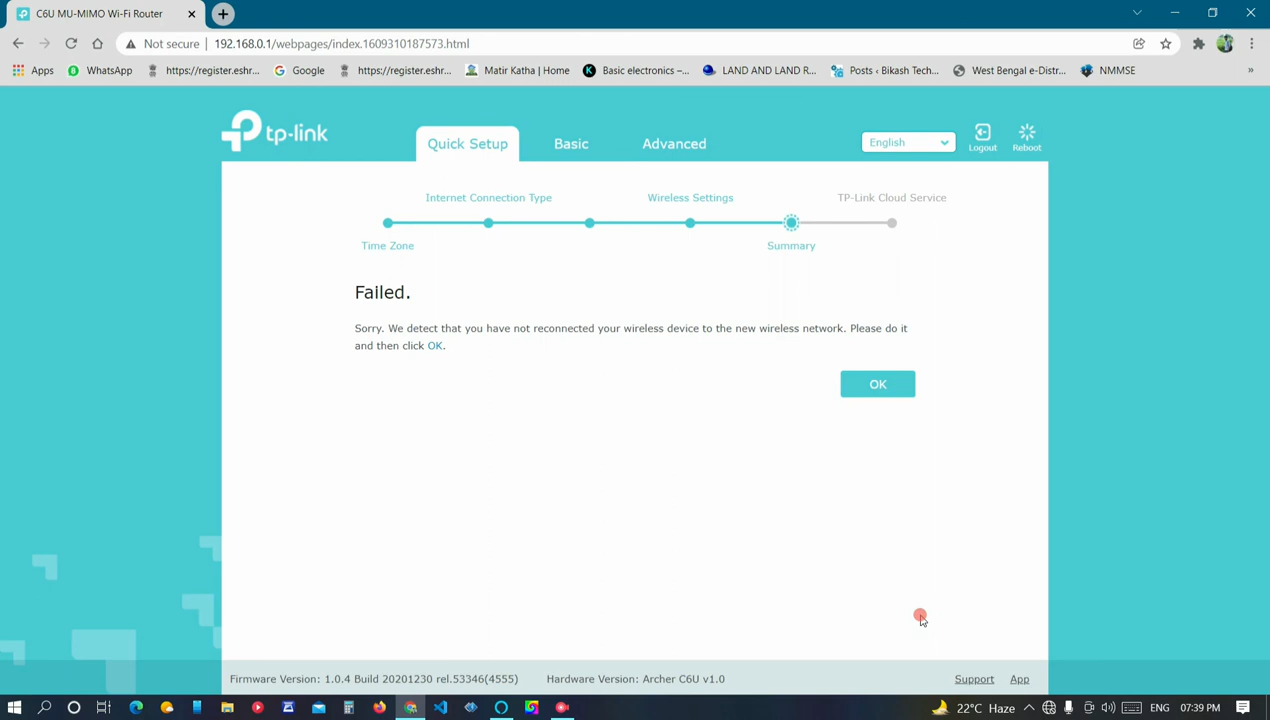 C6U MU-MIMO Wi-Fi Router
Not secure | 192.168.0.1/webpages/index.1609310187573.html
Apps WhatsApp https://register.eshr... Google https://register.eshr... Matir Katha | Home Basic electronics –... LAND AND LAND R... Posts ‹ Bikash Tech... West Bengal e-Distr... NMMSE »
tp-link Quick Setup Basic Advanced English Logout Reboot
Internet Connection Type Wireless Settings TP-Link Cloud Service
Time Zone Summary
Failed.
Sorry. We detect that you have not reconnected your wireless device to the new wireless network. Please do it
and then click OK.
OK
Firmware Version: 1.0.4 Build 20201230 rel.53346(4555) Hardware Version: Archer C6U v1.0 Support App
22°C Haze ENG 07:39 PM